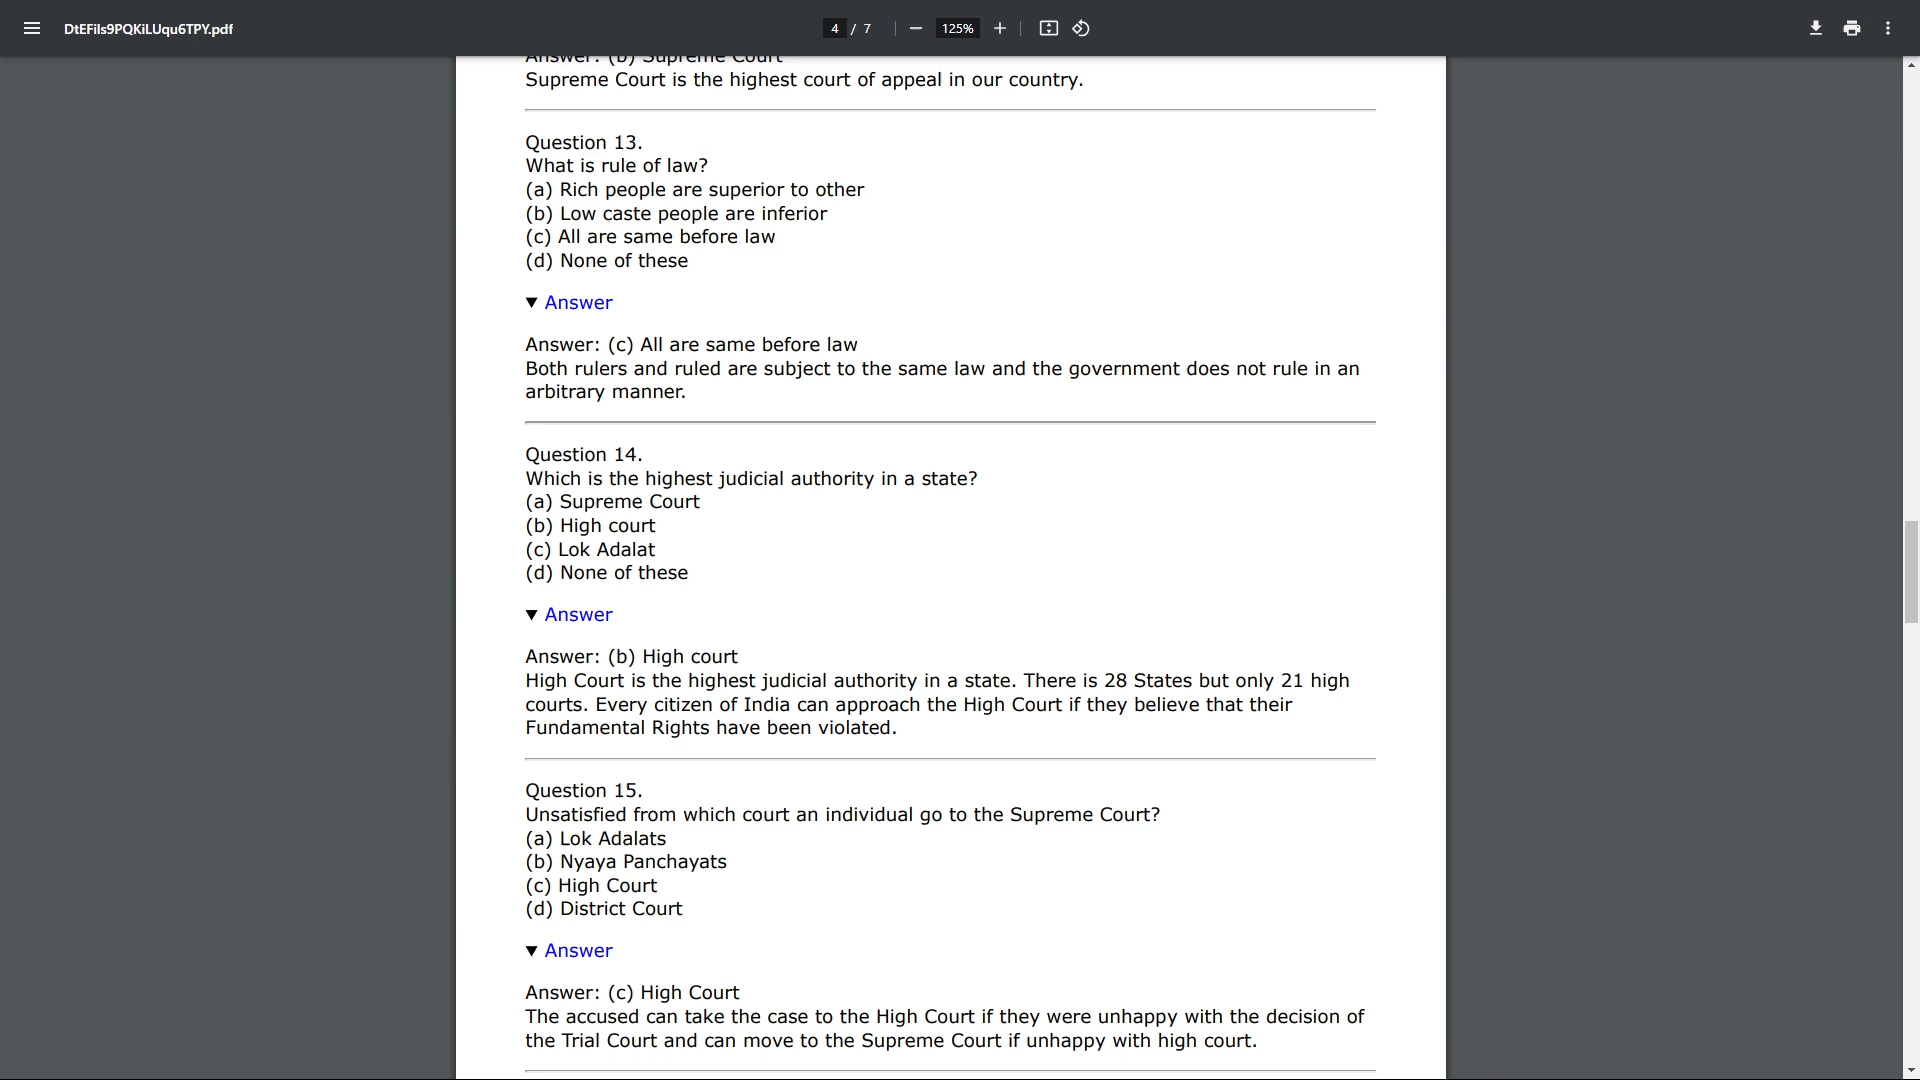 DtEFiIs9PQKiLUqu6TPY.pdf
4 / 7
125%
Answer: (b) Supreme Court
Supreme Court is the highest court of appeal in our country.
Question 13.
What is rule of law?
(a) Rich people are superior to other
(b) Low caste people are inferior
(c) All are same before law
(d) None of these
▼ Answer
Answer: (c) All are same before law
Both rulers and ruled are subject to the same law and the government does not rule in an
arbitrary manner.
Question 14.
Which is the highest judicial authority in a state?
(a) Supreme Court
(b) High court
(c) Lok Adalat
(d) None of these
▼ Answer
Answer: (b) High court
High Court is the highest judicial authority in a state. There is 28 States but only 21 high
courts. Every citizen of India can approach the High Court if they believe that their
Fundamental Rights have been violated.
Question 15.
Unsatisfied from which court an individual go to the Supreme Court?
(a) Lok Adalats
(b) Nyaya Panchayats
(c) High Court
(d) District Court
▼ Answer
Answer: (c) High Court
The accused can take the case to the High Court if they were unhappy with the decision of
the Trial Court and can move to the Supreme Court if unhappy with high court.